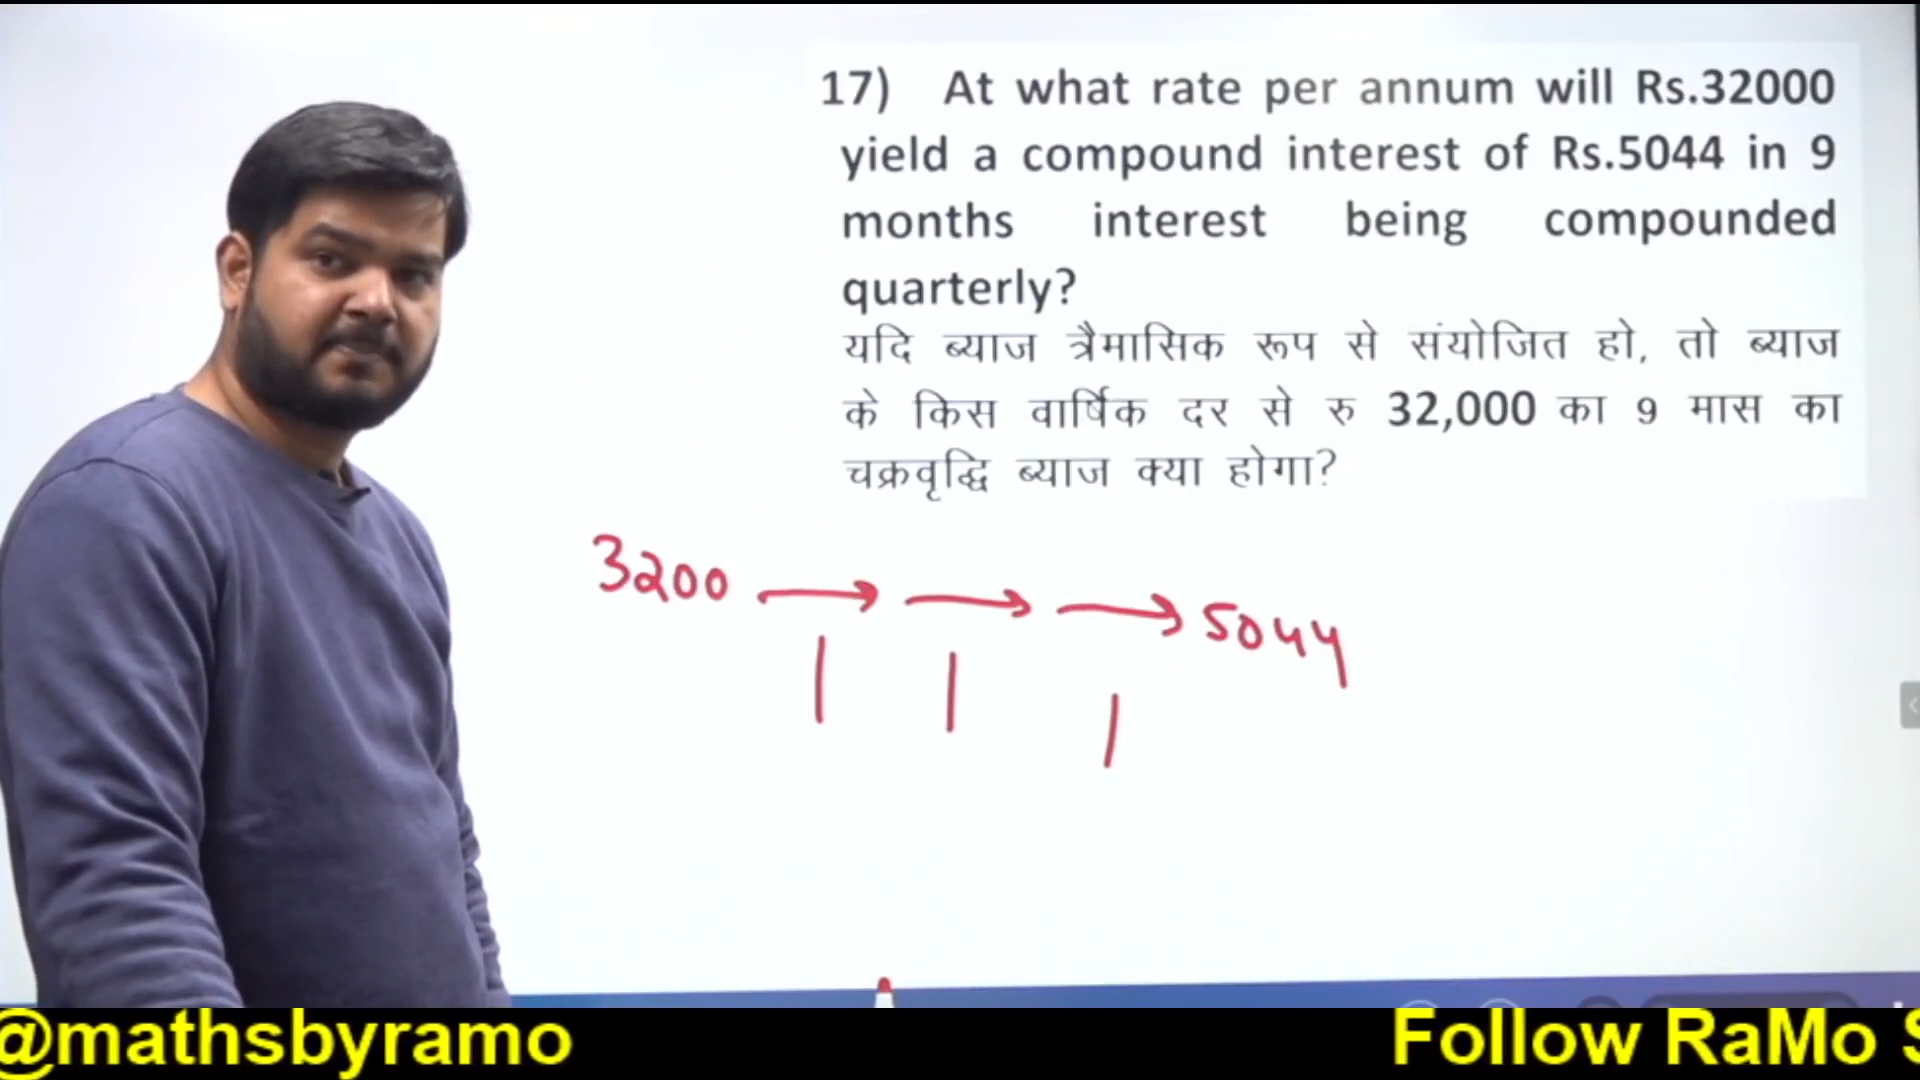 17) At what rate per annum will Rs.32000
yield a compound interest of Rs.5044 in 9
months interest being compounded
quarterly?
यदि ब्याज त्रैमासिक रूप से संयोजित हो, तो ब्याज
के किस वार्षिक दर से रु 32,000 का 9 मास का
चक्रवृद्धि ब्याज क्या होगा?
3200 → → → 5044
| | |
@mathsbyramo
Follow RaMo S